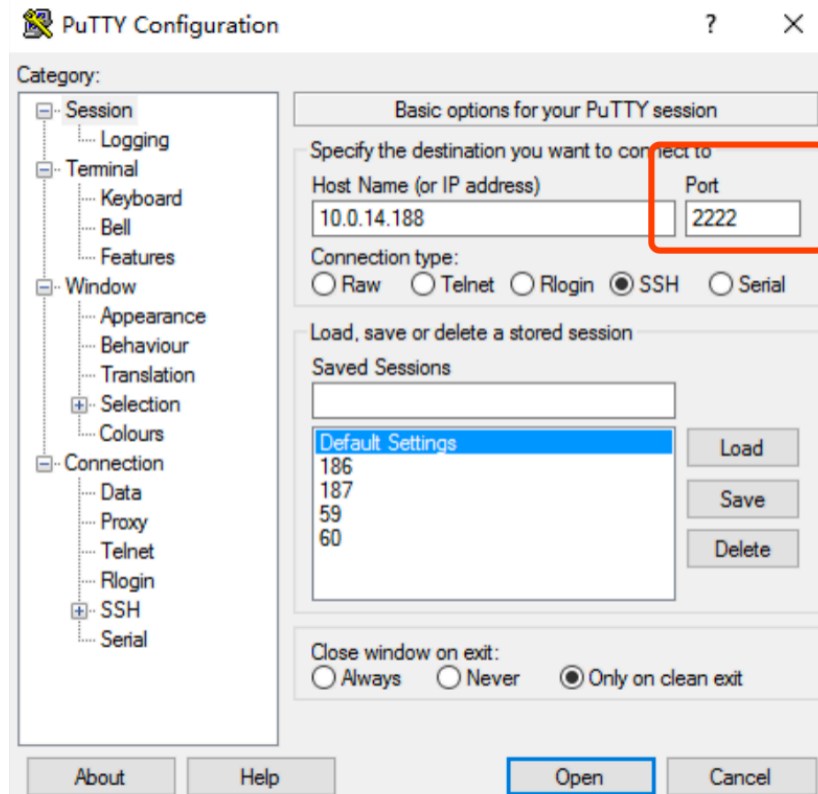 PuTTY Configuration
?
Category:
Session
Logging
Terminal
Keyboard
Bell
Features
Window
Appearance
Behaviour
Translation
Selection
Colours
Connection
Data
Proxy
Telnet
Rlogin
SSH
Serial
Basic options for your PuTTY session
Specify the destination you want to connect to
Host Name (or IP address) Port
10.0.14.188 2222
Connection type:
Raw Telnet Rlogin SSH Serial
Load, save or delete a stored session
Saved Sessions
Default Settings
186
187
59
60
Load
Save
Delete
Close window on exit:
Always Never Only on clean exit
About Help Open Cancel